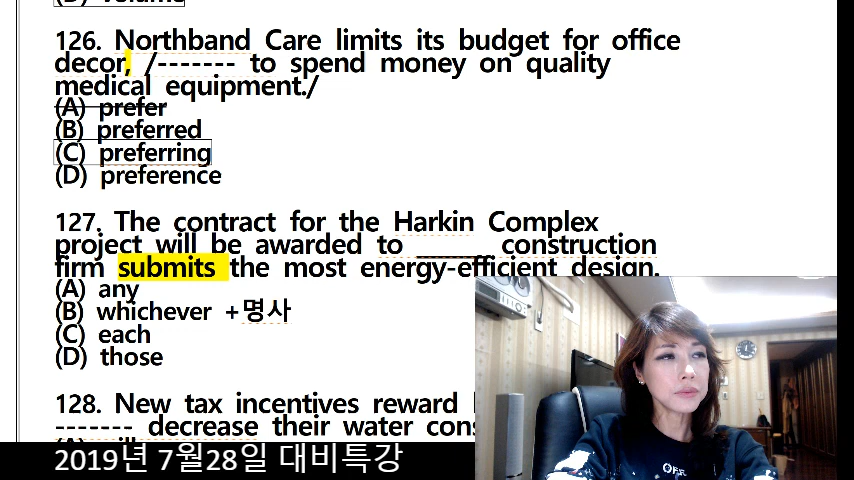 126. Northband Care limits its budget for office
decor, /------- to spend money on quality
medical equipment./
(A) prefer
(B) preferred
(C) preferring
(D) preference
127. The contract for the Harkin Complex
project will be awarded to ______ construction
firm submits the most energy-efficient design.
(A) any
(B) whichever +명사
(C) each
(D) those
128. New tax incentives reward
------- decrease their water
2019년 7월28일 대비특강